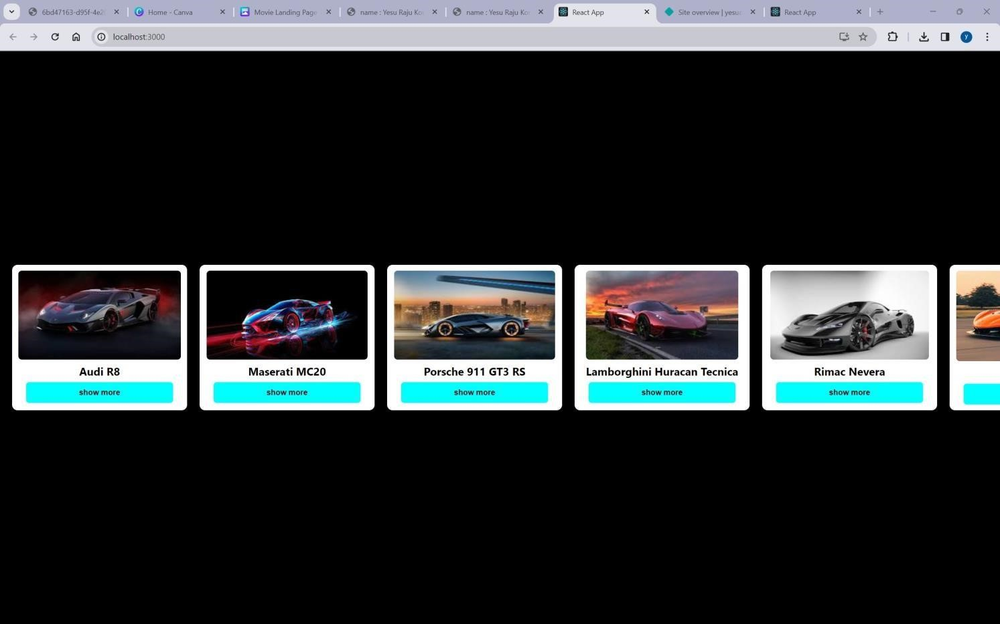 6bd47163-d95f-4e2
Home - Canva
Movie Landing Page
name : Yesu Raju Ko
name : Yesu Raju Ko
React App
Site overview | yesu
React App
localhost:3000
y
Audi R8
Maserati MC20
Porsche 911 GT3 RS
Lamborghini Huracan Tecnica
Rimac Nevera
show more
show more
show more
show more
show more